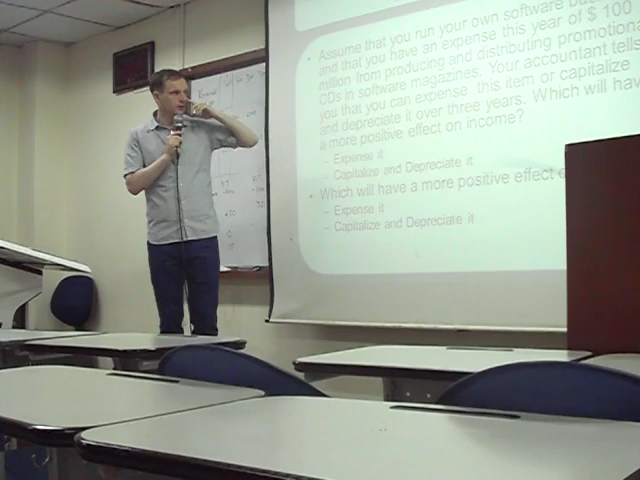 • Assume that you run your own software
and that you have an expense this year of $ 100
million from producing and distributing promotional
CDs in software magazines. Your accountant tells
you that you can expense this item or capitalize
and depreciate it over three years. Which will hav
a more positive effect on income?
– Expense it
– Capitalize and Depreciate it
• Which will have a more positive effect
– Expense it
– Capitalize and Depreciate it